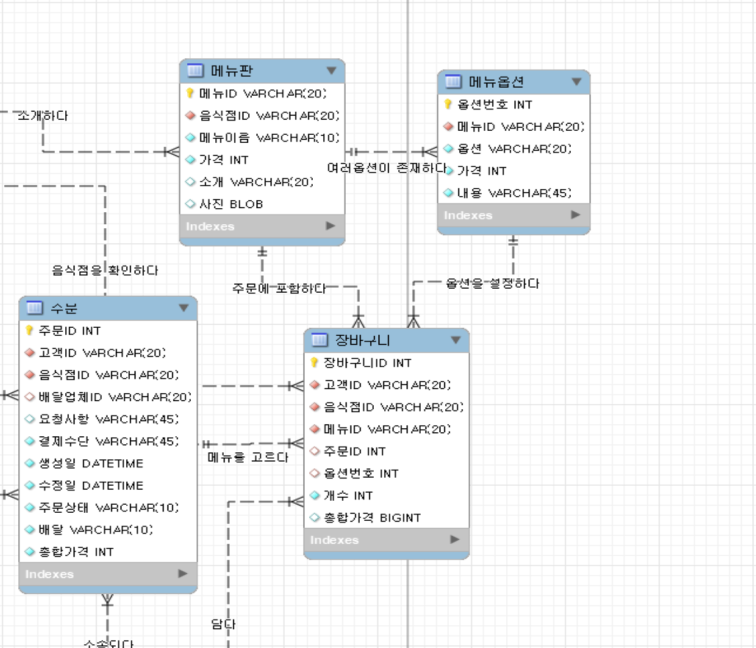 메뉴판
메뉴ID VARCHAR(20)
음식점ID VARCHAR(20)
메뉴이름 VARCHAR(10)
가격 INT
소개 VARCHAR(20)
사진 BLOB
Indexes
메뉴옵션
옵션번호 INT
메뉴ID VARCHAR(20)
옵션 VARCHAR(20)
가격 INT
내용 VARCHAR(45)
Indexes
소개하다
여러옵션이 존재하다
음식점을 확인하다
주문에 포함하다
옵션을 설정하다
주문
주문ID INT
고객ID VARCHAR(20)
음식점ID VARCHAR(20)
배달업체ID VARCHAR(20)
요청사항 VARCHAR(45)
결제수단 VARCHAR(45)
생성일 DATETIME
수정일 DATETIME
주문상태 VARCHAR(10)
배달 VARCHAR(10)
총합가격 INT
Indexes
장바구니
장바구니ID INT
고객ID VARCHAR(20)
음식점ID VARCHAR(20)
메뉴ID VARCHAR(20)
주문ID INT
옵션번호 INT
개수 INT
총합가격 BIGINT
Indexes
메뉴를 고르다
담다
소속되다